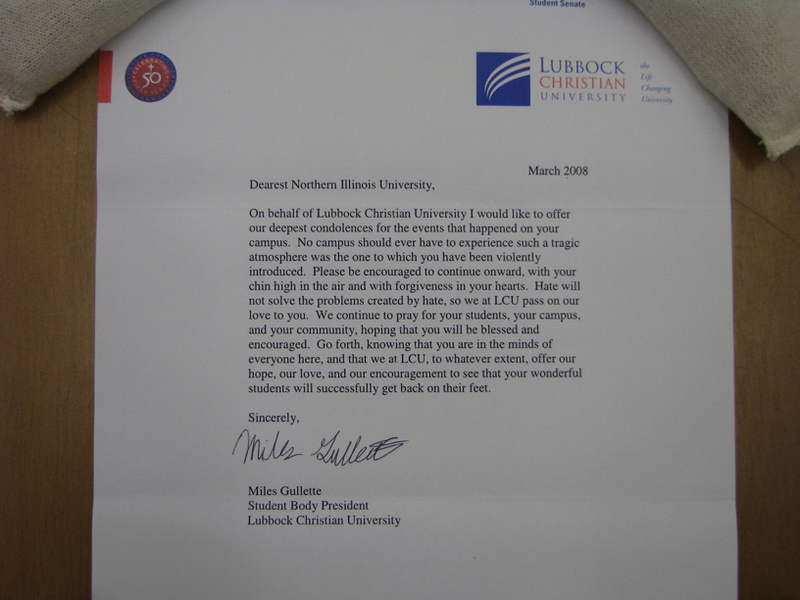 Student Senate
50
LUBBOCK
CHRISTIAN
UNIVERSITY
the
Life
Changing
University
March 2008
Dearest Northern Illinois University,
On behalf of Lubbock Christian University I would like to offer
our deepest condolences for the events that happened on your
campus. No campus should ever have to experience such a tragic
atmosphere was the one to which you have been violently
introduced. Please be encouraged to continue onward, with your
chin high in the air and with forgiveness in your hearts. Hate will
not solve the problems created by hate, so we at LCU pass on our
love to you. We continue to pray for your students, your campus,
and your community, hoping that you will be blessed and
encouraged. Go forth, knowing that you are in the minds of
everyone here, and that we at LCU, to whatever extent, offer our
hope, our love, and our encouragement to see that your wonderful
students will successfully get back on their feet.
Sincerely,
Miles Gullette
Miles Gullette
Student Body President
Lubbock Christian University